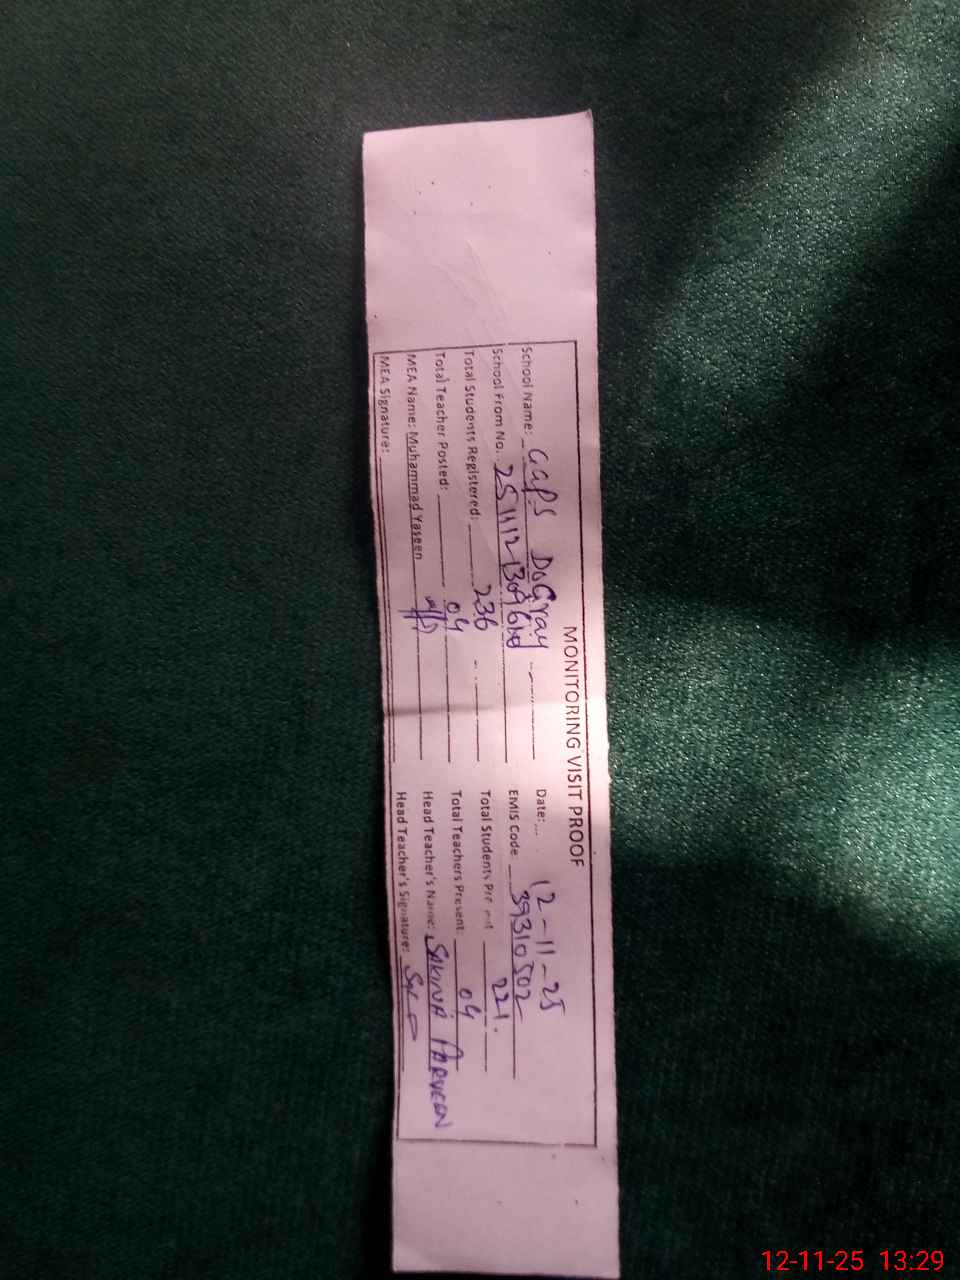 MONITORING VISIT PROOF
School Name: GGPS DOGray Date: 12-11-25
School From No. EMIS Code 39310502
Total Students Registered: 236 Total Students Present 221.
Total Teacher Posted: 04 Total Teachers Present 04
MEA Name: Muhammad Yaseen Head Teacher's Name: SAKINA PARVEEN
MEA Signature: Head Teacher's Signature:
12-11-25 13:29